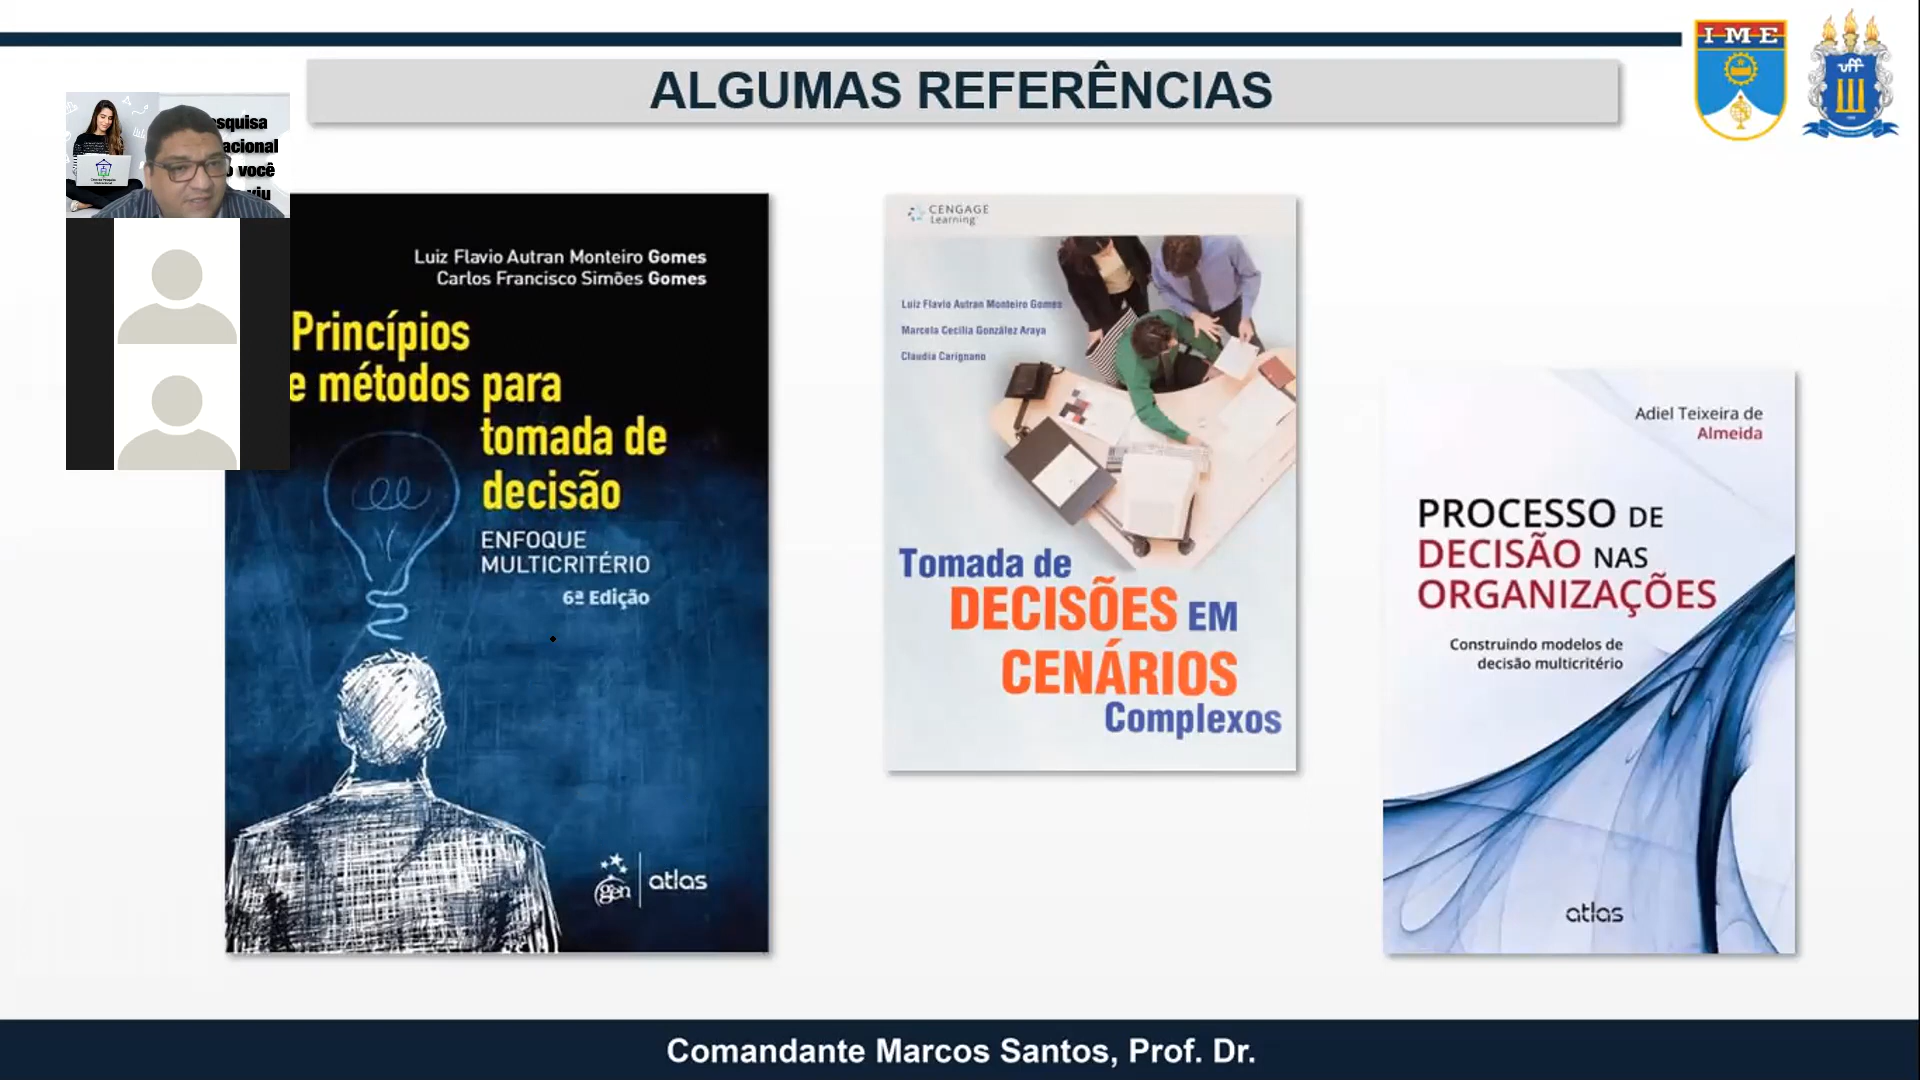 ALGUMAS REFERÊNCIAS
IME
uff
esquisa
acional
você
viu
Luiz Flavio Autran Monteiro Gomes
Carlos Francisco Simões Gomes
Princípios
e métodos para
tomada de
decisão
ENFOQUE
MULTICRITÉRIO
6ª Edição
gen atlas
CENGAGE
Learning
Luiz Flavio Autran Monteiro Gomes
Marcela Cecilia González Araya
Claudia Carignano
Tomada de
DECISÕES EM
CENÁRIOS
Complexos
Adiel Teixeira de
Almeida
PROCESSO DE
DECISÃO NAS
ORGANIZAÇÕES
Construindo modelos de
decisão multicritério
atlas
Comandante Marcos Santos, Prof. Dr.